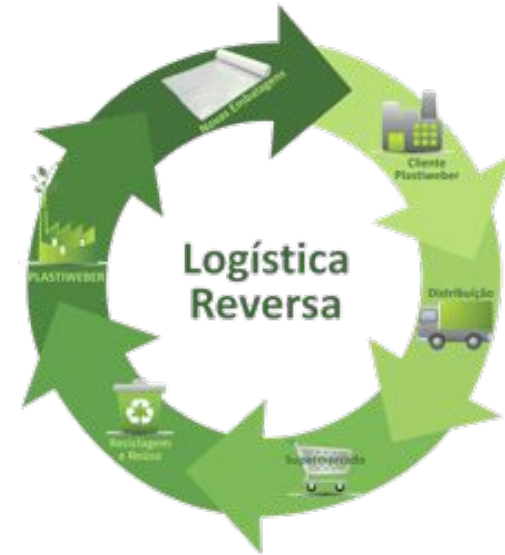 Novas Embalagens
Cliente
Plastiweber
Distribuição
Supermercado
Reciclagem
e Reúso
PLASTIWEBER
Logística
Reversa